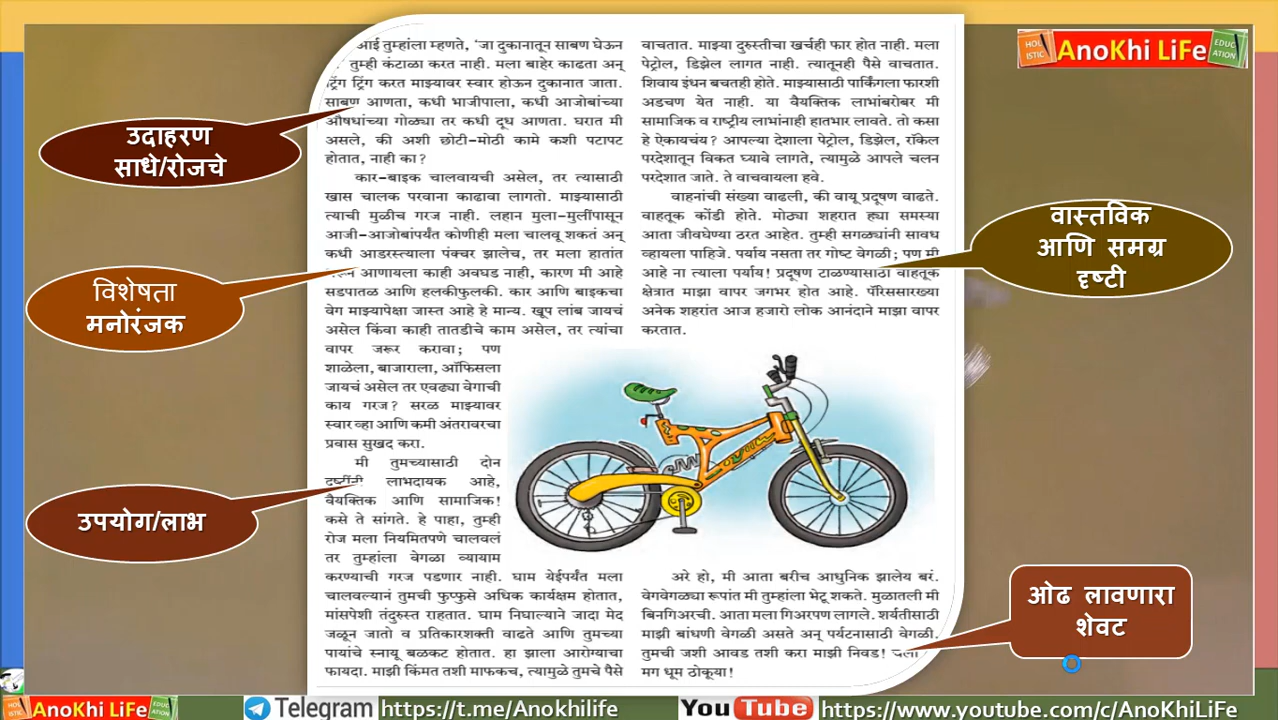 HOLISTIC
AnoKhi LiFe
EDUCATION
आई तुम्हांला म्हणते, 'जा दुकानातून साबण घेऊन
तुम्ही कंटाळा करत नाही. मला बाहेर काढता अन्
ट्रिंग ट्रिंग करत माझ्यावर स्वार होऊन दुकानात जाता.
साबण आणता, कधी भाजीपाला, कधी आजोबांच्या
औषधांच्या गोळ्या तर कधी दूध आणता. घरात मी
असले, की अशी छोटी-मोठी कामे कशी पटापट
होतात, नाही का?
कार-बाइक चालवायची असेल, तर त्यासाठी
खास चालक परवाना काढावा लागतो. माझ्यासाठी
त्याची मुळीच गरज नाही. लहान मुला-मुलींपासून
आजी-आजोबांपर्यंत कोणीही मला चालवू शकतं अन्
कधी आडरस्त्याला पंक्चर झालेच, तर मला हातांत
आणायला काही अवघड नाही, कारण मी आहे
सडपातळ आणि हलकीफुलकी. कार आणि बाइकचा
वेग माझ्यापेक्षा जास्त आहे हे मान्य. खूप लांब जायचं
असेल किंवा काही तातडीचे काम असेल, तर त्यांचा
वापर जरूर करावा; पण
शाळेला, बाजाराला, ऑफिसला
जायचं असेल तर एवढ्या वेगाची
काय गरज? सरळ माझ्यावर
स्वार व्हा आणि कमी अंतरावरचा
प्रवास सुखद करा.
मी तुमच्यासाठी दोन
दृष्टींनी लाभदायक आहे,
वैयक्तिक आणि सामाजिक!
कसे ते सांगते. हे पाहा, तुम्ही
रोज मला नियमितपणे चालवलं
तर तुम्हांला वेगळा व्यायाम
करण्याची गरज पडणार नाही. घाम येईपर्यंत मला
चालवल्यानं तुमची फुप्फुसे अधिक कार्यक्षम होतात,
मांसपेशी तंदुरुस्त राहतात. घाम निघाल्याने जादा मेद
जळून जातो व प्रतिकारशक्ती वाढते आणि तुमच्या
पायांचे स्नायू बळकट होतात. हा झाला आरोग्याचा
फायदा. माझी किंमत तशी माफकच, त्यामुळे तुमचे पैसे
वाचतात. माझ्या दुरुस्तीचा खर्चही फार होत नाही. मला
पेट्रोल, डिझेल लागत नाही. त्यातूनही पैसे वाचतात.
शिवाय इंधन बचतही होते. माझ्यासाठी पार्किंगला फारशी
अडचण येत नाही. या वैयक्तिक लाभांबरोबर मी
सामाजिक व राष्ट्रीय लाभांनाही हातभार लावते. तो कसा
हे ऐकायचंय? आपल्या देशाला पेट्रोल, डिझेल, रॉकेल
परदेशातून विकत घ्यावे लागते, त्यामुळे आपले चलन
परदेशात जाते. ते वाचवायला हवे.
वाहनांची संख्या वाढली, की वायू प्रदूषण वाढते.
वाहतूक कोंडी होते. मोठ्या शहरात ह्या समस्या
आता जीवघेण्या ठरत आहेत. तुम्ही सगळ्यांनी सावध
व्हायला पाहिजे. पर्याय नसता तर गोष्ट वेगळी; पण मी
आहे ना त्याला पर्याय! प्रदूषण टाळण्यासाठी वाहतूक
क्षेत्रात माझा वापर जगभर होत आहे. पॅरिससारख्या
अनेक शहरांत आज हजारो लोक आनंदाने माझा वापर
करतात.
अरे हो, मी आता बरीच आधुनिक झालेय बरं.
वेगवेगळ्या रूपांत मी तुम्हांला भेटू शकते. मुळातली मी
बिनगिअरची. आता मला गिअरपण लागले. शर्यतीसाठी
माझी बांधणी वेगळी असते अन् पर्यटनासाठी वेगळी.
तुमची जशी आवड तशी करा माझी निवड! चला
मग धूम ठोकूया!
उदाहरण
साधे/रोजचे
विशेषता
मनोरंजक
उपयोग/लाभ
वास्तविक
आणि समग्र
दृष्टी
ओढ लावणारा
शेवट
HOLISTIC
AnoKhi LiFe
EDUCATION
Telegram https://t.me/Anokhilife
You Tube https://www.youtube.com/c/AnoKhiLiFe